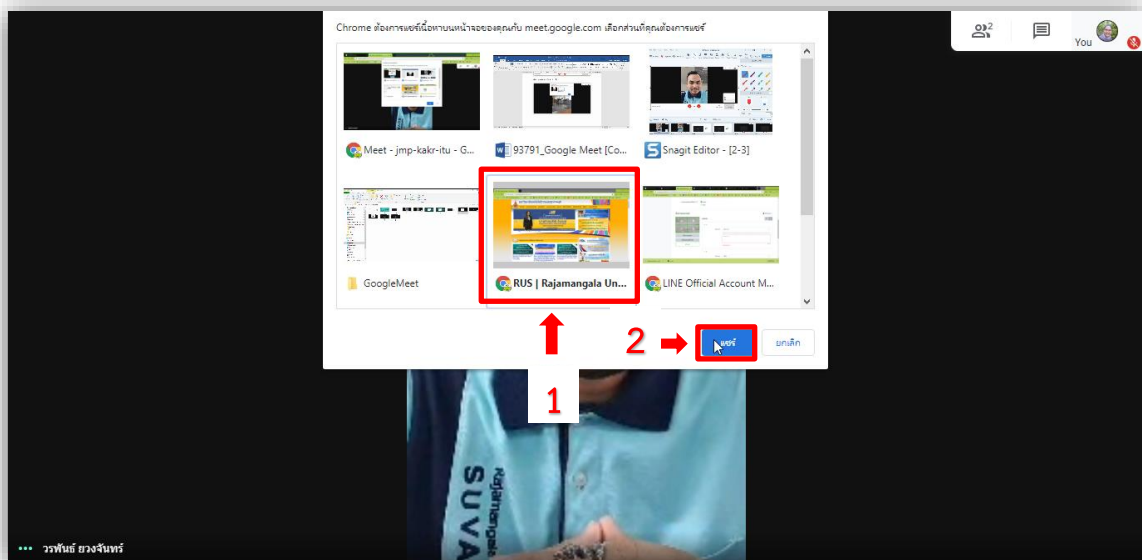 Chrome ต้องการแชร์เนื้อหาบนหน้าจอของคุณกับ meet.google.com เลือกส่วนที่คุณต้องการแชร์
2
You
Meet - jmp-kakr-itu - G...
93791_Google Meet [Co...
Snagit Editor - [2-3]
GoogleMeet
RUS | Rajamangala Un...
LINE Official Account M...
2
แชร์
ยกเลิก
1
Rajamangala
SUVA
วรพันธ์ ยวงจันทร์